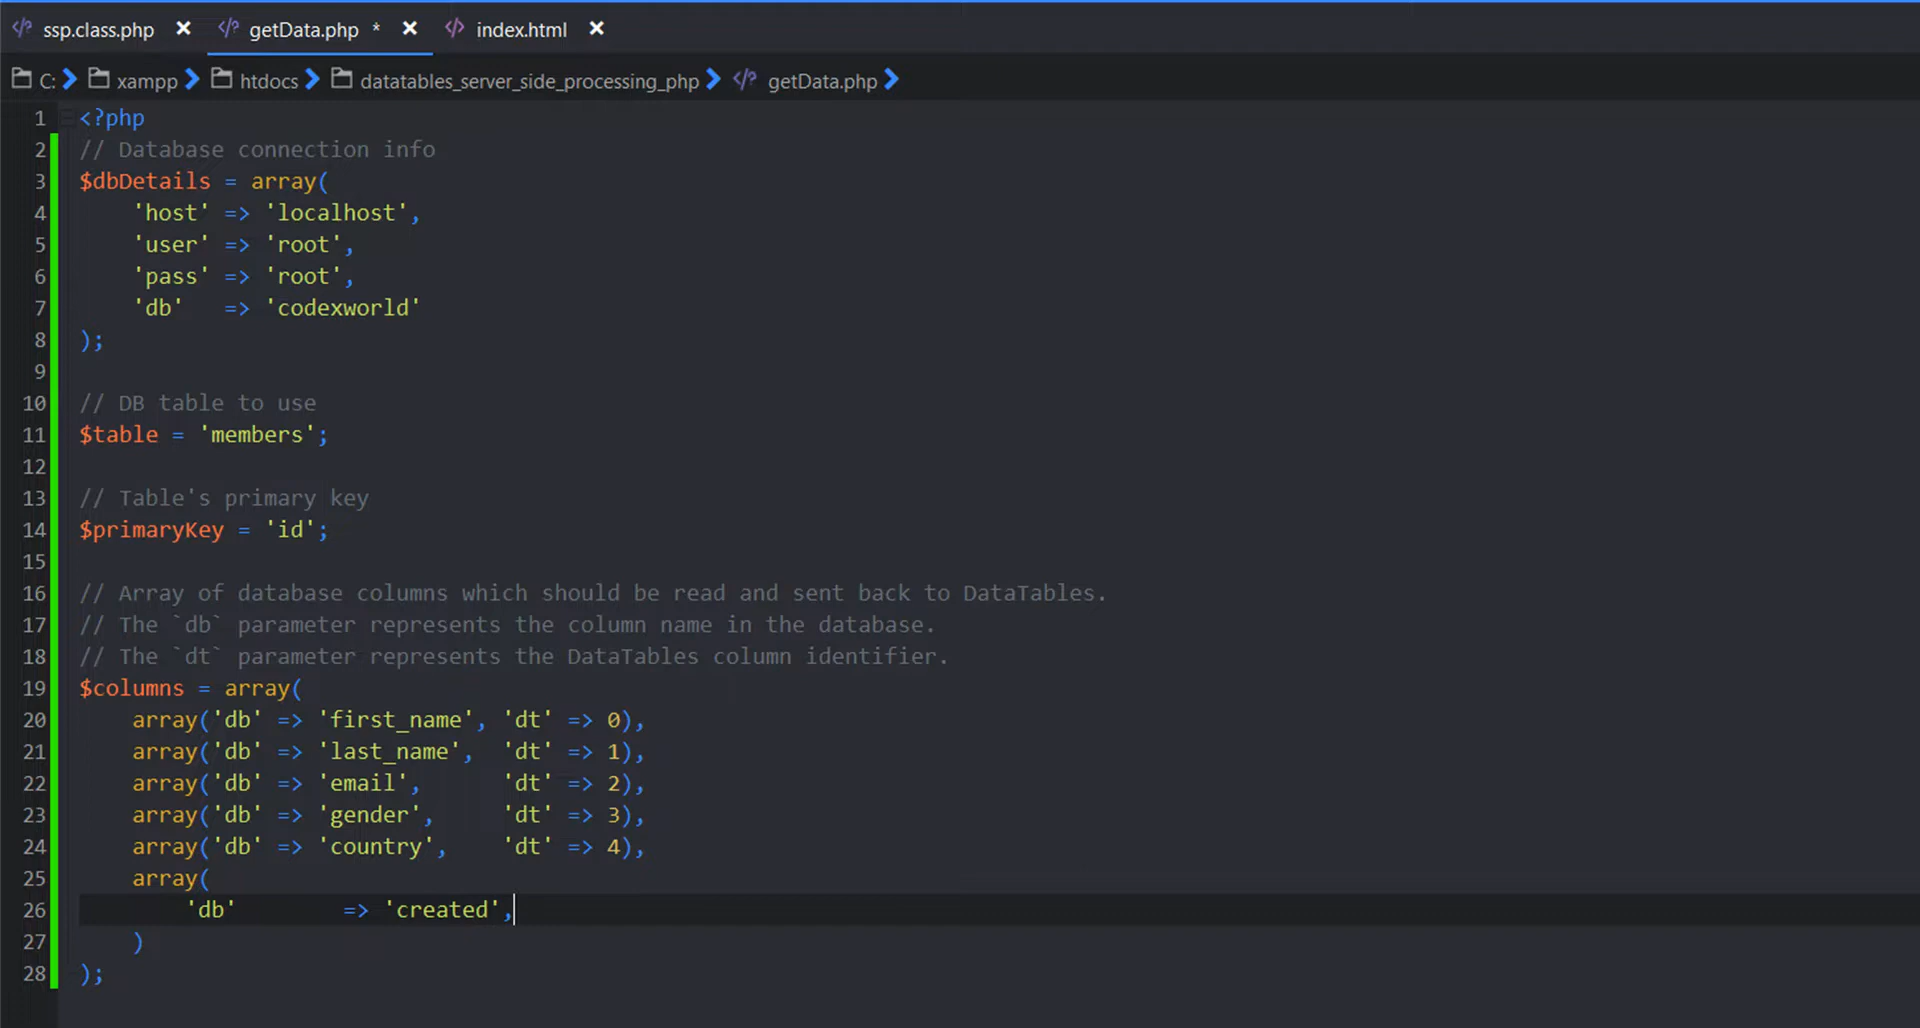 ssp.class.php × getData.php * × index.html ×
C: xampp htdocs datatables_server_side_processing_php getData.php
1 <?php
2 // Database connection info
3 $dbDetails = array(
4     'host' => 'localhost',
5     'user' => 'root',
6     'pass' => 'root',
7     'db'   => 'codexworld'
8 );
9
10 // DB table to use
11 $table = 'members';
12
13 // Table's primary key
14 $primaryKey = 'id';
15
16 // Array of database columns which should be read and sent back to DataTables.
17 // The `db` parameter represents the column name in the database.
18 // The `dt` parameter represents the DataTables column identifier.
19 $columns = array(
20     array('db' => 'first_name', 'dt' => 0),
21     array('db' => 'last_name',  'dt' => 1),
22     array('db' => 'email',      'dt' => 2),
23     array('db' => 'gender',     'dt' => 3),
24     array('db' => 'country',    'dt' => 4),
25     array(
26         'db'        => 'created',
27     )
28 );